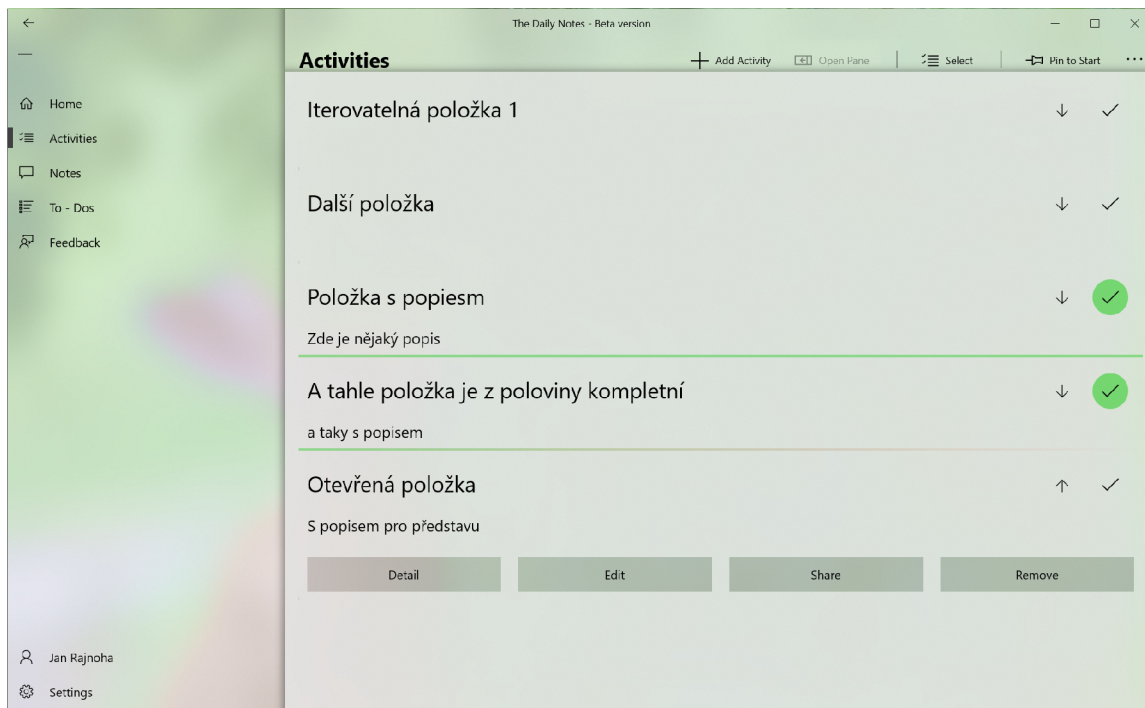 The Daily Notes - Beta version
Activities
Add Activity
Open Pane
Select
Pin to Start
Home
Activities
Notes
To - Dos
Feedback
Iterovatelná položka 1
Další položka
Položka s popiesm
Zde je nějaký popis
A tahle položka je z poloviny kompletní
a taky s popisem
Otevřená položka
S popisem pro představu
Detail
Edit
Share
Remove
Jan Rajnoha
Settings